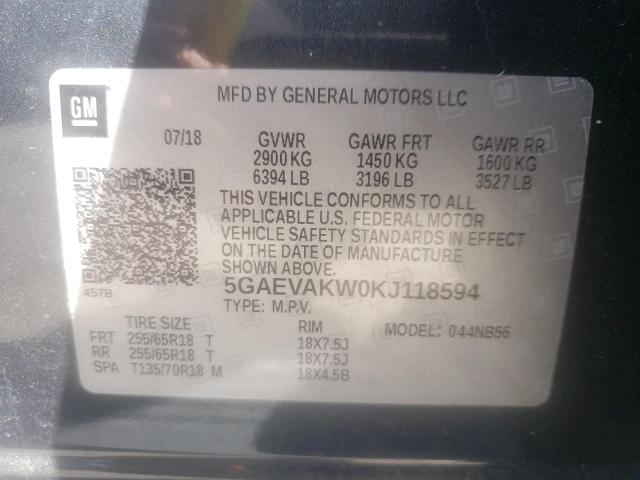 GM
MFD BY GENERAL MOTORS LLC
07/18 GVWR GAWR FRT GAWR RR
2900 KG 1450 KG 1600 KG
6394 LB 3196 LB 3527 LB
THIS VEHICLE CONFORMS TO ALL
APPLICABLE U.S. FEDERAL MOTOR
VEHICLE SAFETY STANDARDS IN EFFECT
ON THE DATE OF MANUFACTURE
SHOWN ABOVE
457B
5GAEVAKW0KJ118594
TYPE: M.P.V.
TIRE SIZE RIM MODEL: 044NB56
FRT 255/65R18 T 18X7.5J
RR 255/65R18 T 18X7.5J
SPA T135/70R18 M 18X4.5B